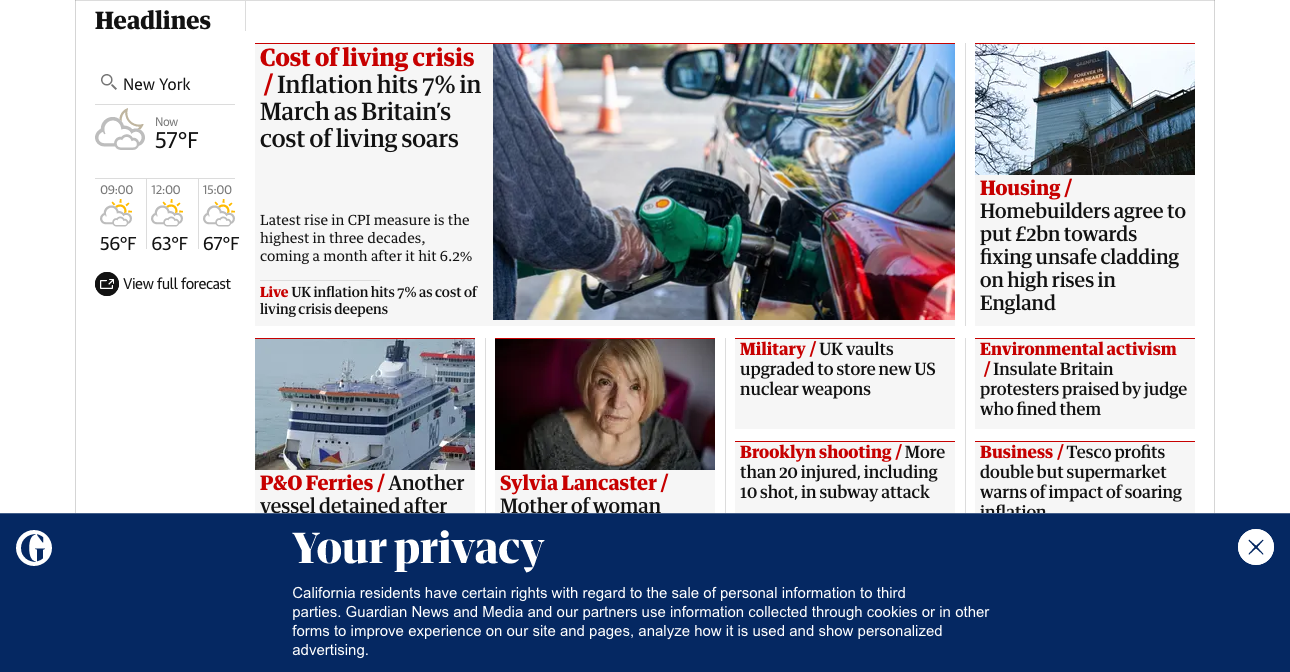 Headlines
New York
Now
57°F
09:00
12:00
15:00
56°F
63°F
67°F
View full forecast
Cost of living crisis
/ Inflation hits 7% in
March as Britain’s
cost of living soars
Latest rise in CPI measure is the
highest in three decades,
coming a month after it hit 6.2%
Live UK inflation hits 7% as cost of
living crisis deepens
GRENFELL
FOREVER IN
OUR HEARTS
Housing /
Homebuilders agree to
put £2bn towards
fixing unsafe cladding
on high rises in
England
P&O Ferries / Another
vessel detained after
Sylvia Lancaster /
Mother of woman
Military / UK vaults
upgraded to store new US
nuclear weapons
Environmental activism
/ Insulate Britain
protesters praised by judge
who fined them
Brooklyn shooting / More
than 20 injured, including
10 shot, in subway attack
Business / Tesco profits
double but supermarket
warns of impact of soaring
inflation
G
Your privacy
California residents have certain rights with regard to the sale of personal information to third
parties. Guardian News and Media and our partners use information collected through cookies or in other
forms to improve experience on our site and pages, analyze how it is used and show personalized
advertising.